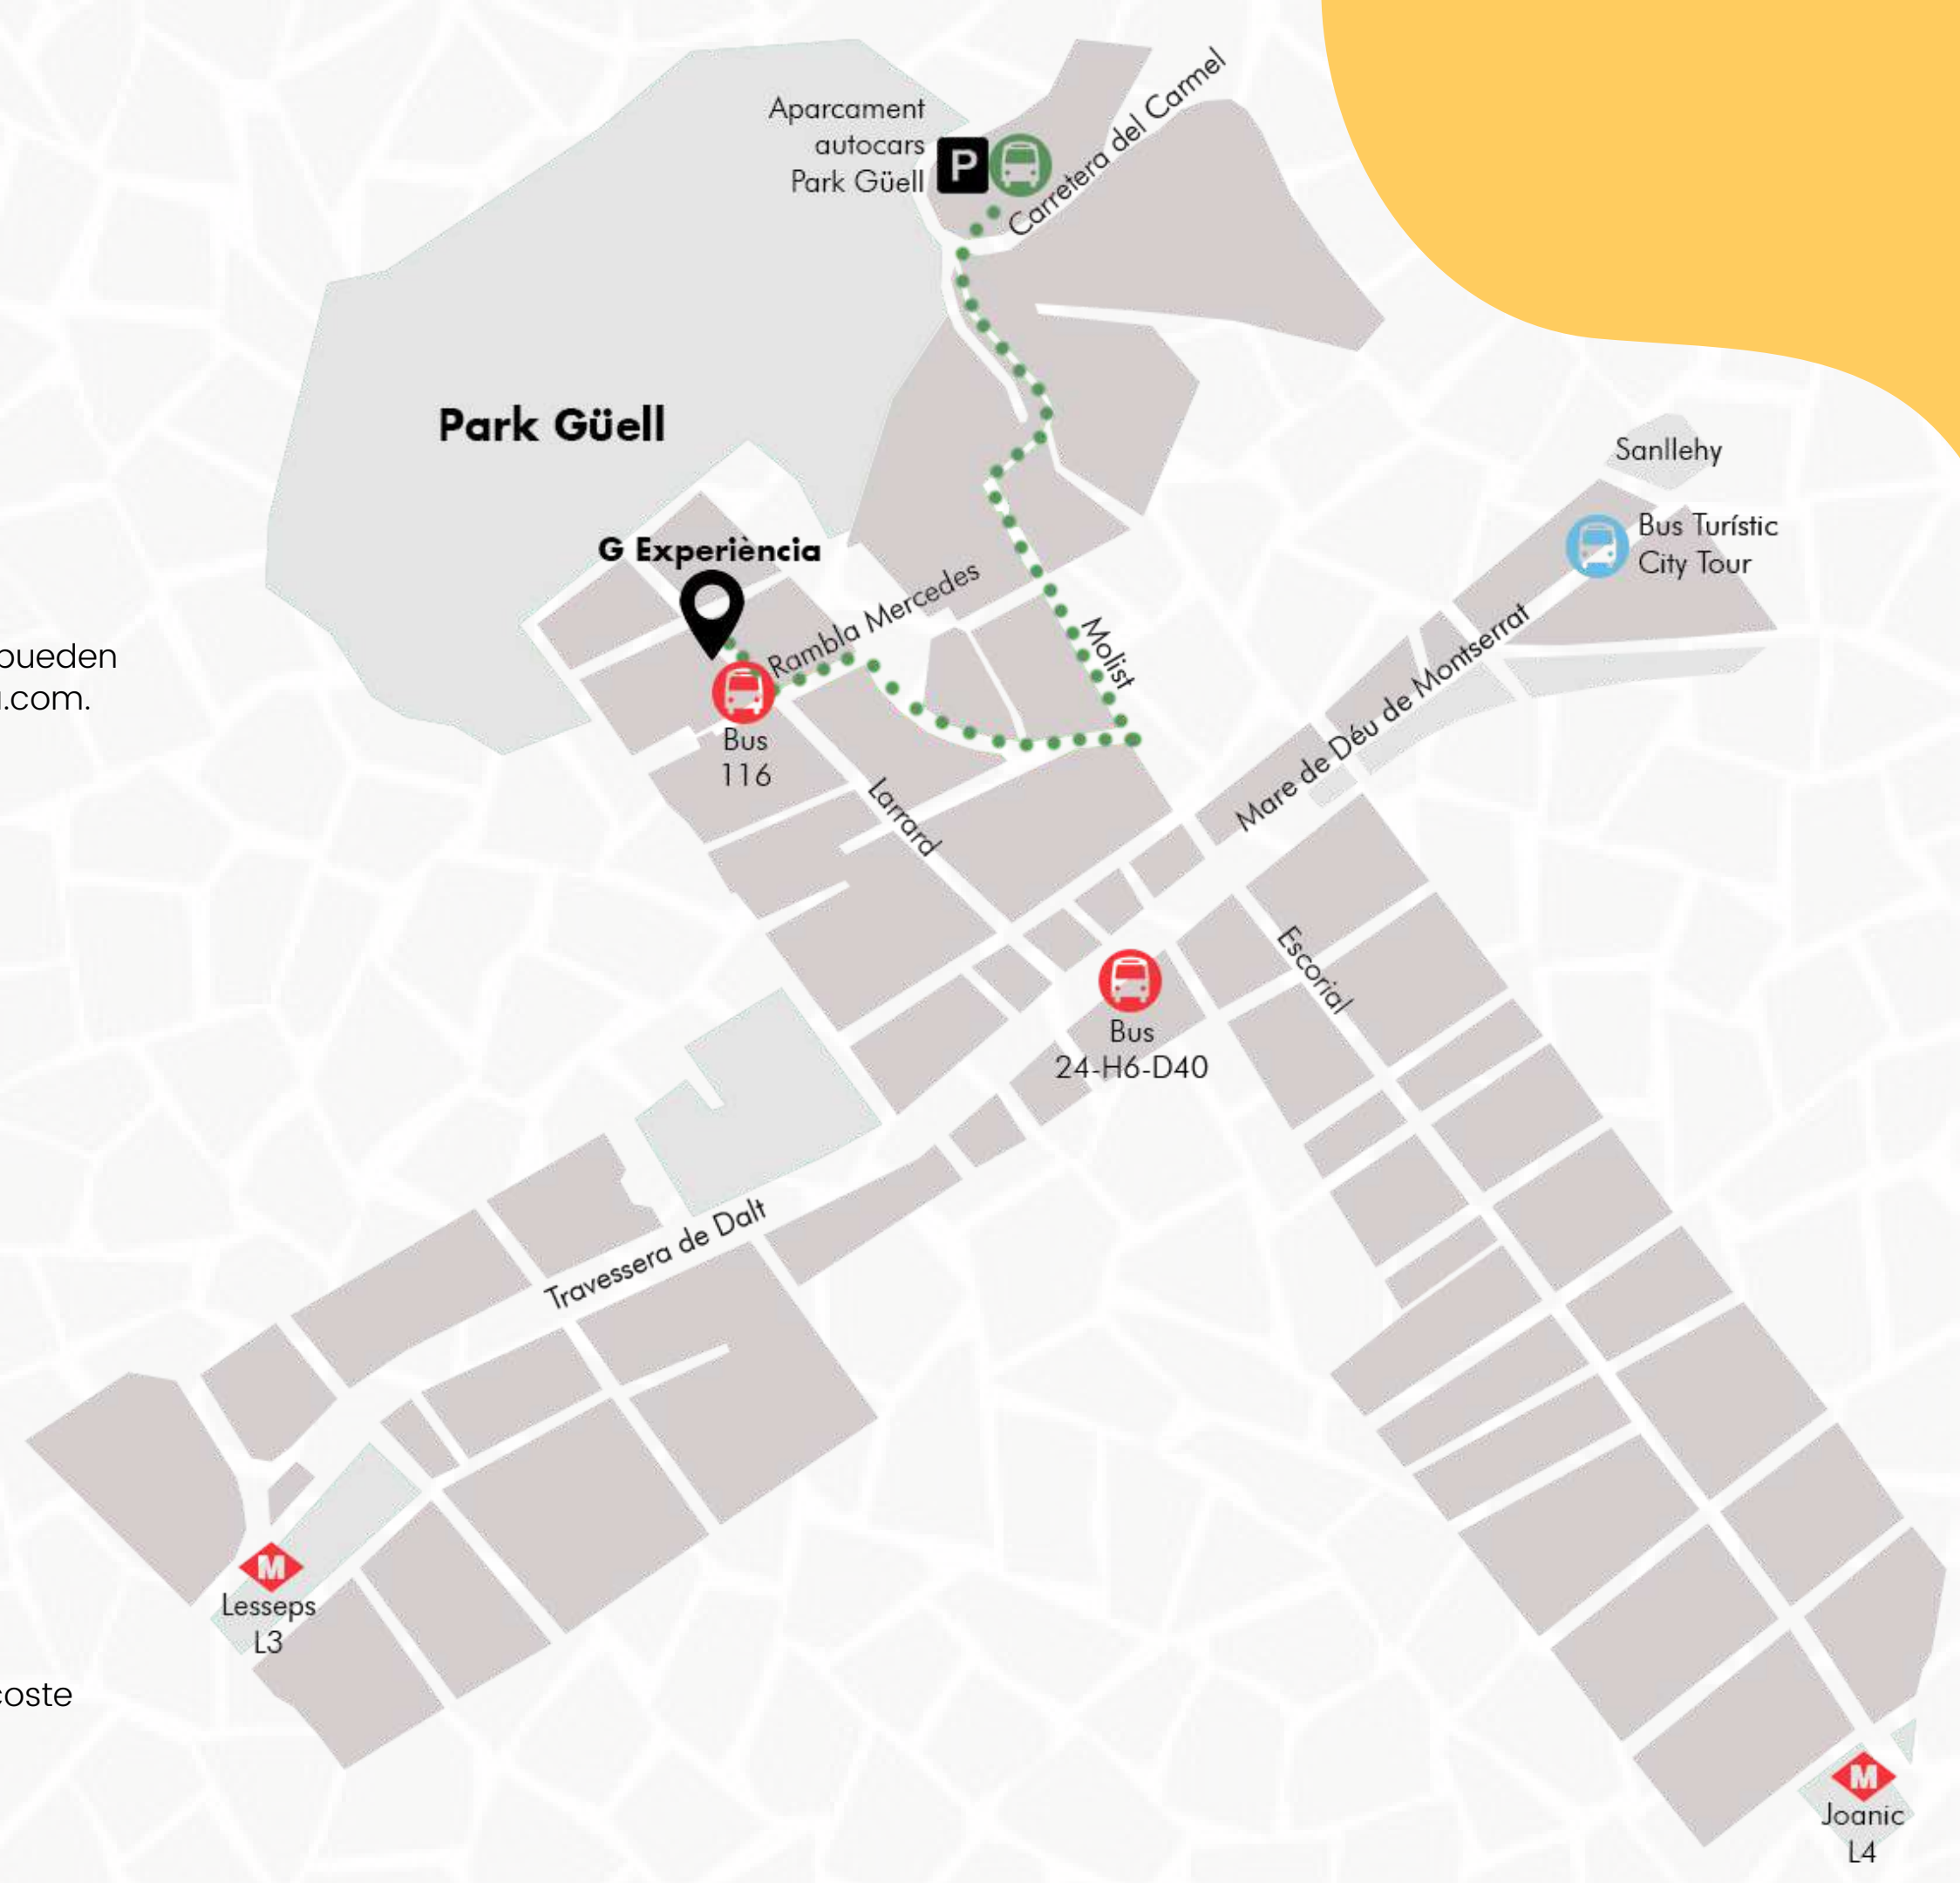 Aparcament
autocars
Park Güell
P
Carretera del Carmel
Park Güell
Sanllehy
Bus Turístic
City Tour
G Experiència
Rambla Mercedes
Molist
pueden
.com.
Bus
116
Larrard
Mare de Déu de Montserrat
Escorial
Bus
24-H6-D40
Travessera de Dalt
M
Lesseps
L3
coste
M
Joanic
L4